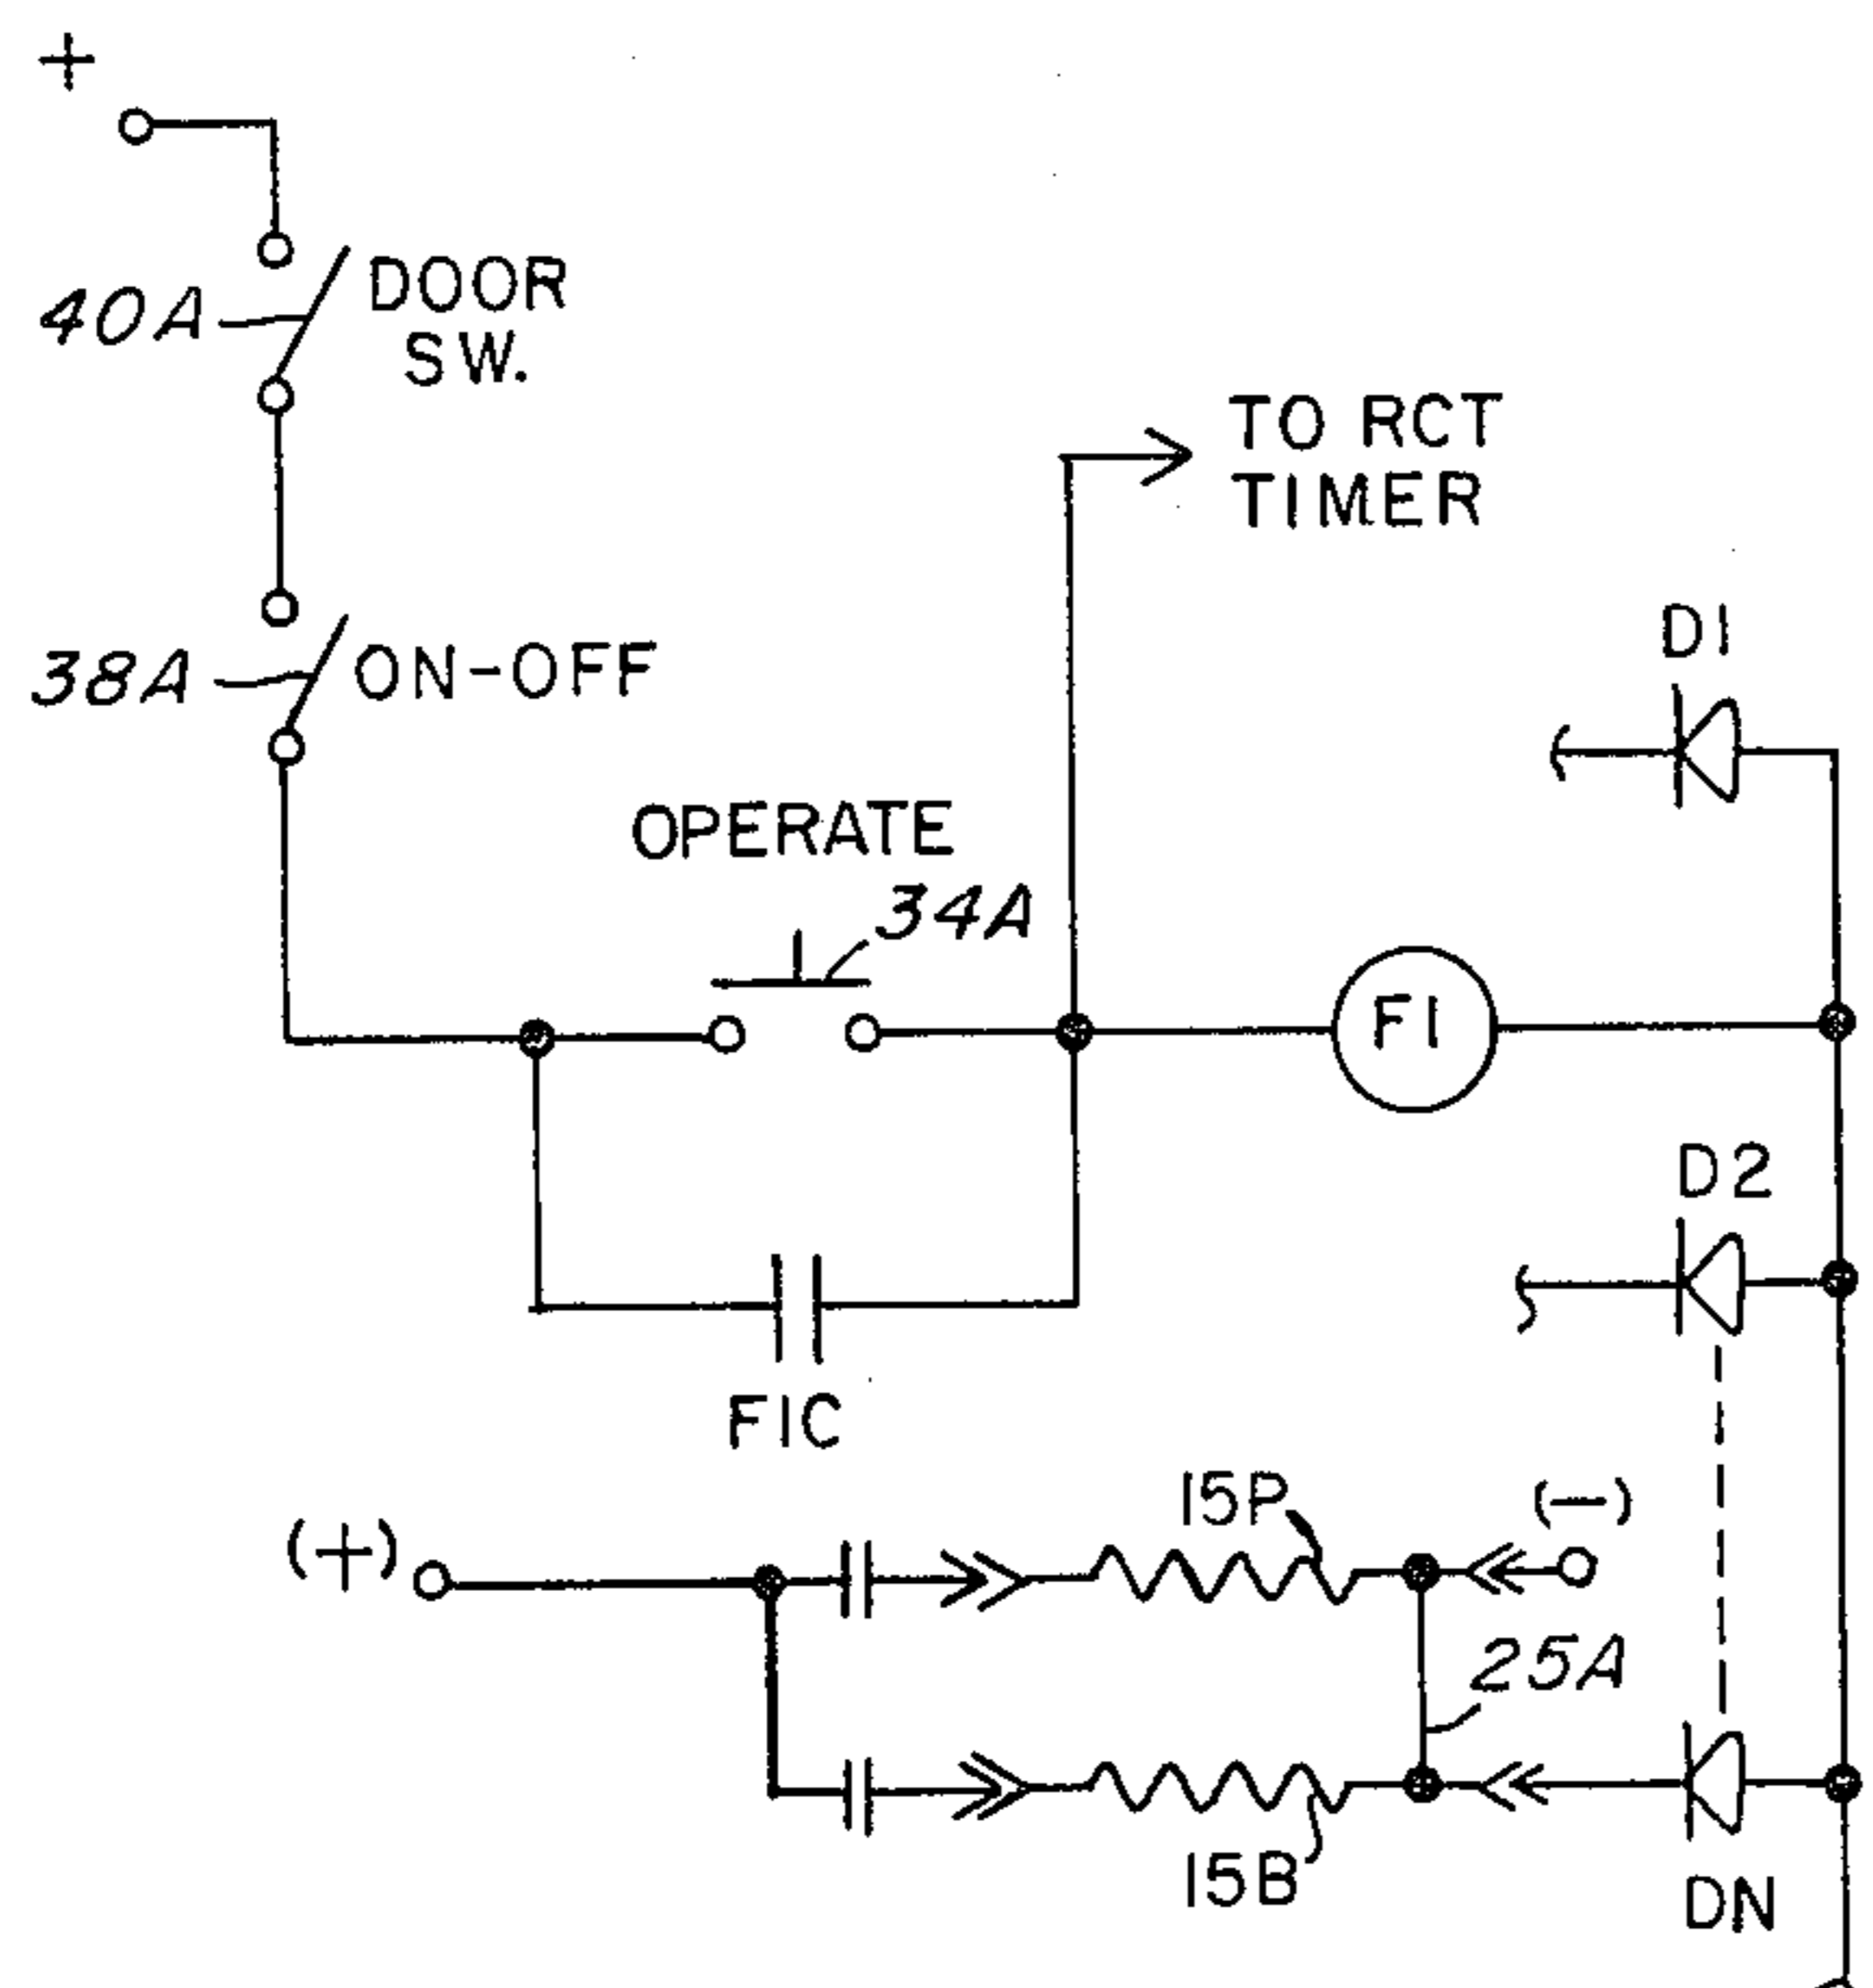 +
40A
DOOR
SW.
TO RCT
TIMER
38A
ON-OFF
D1
OPERATE
34A
F1
D2
F1C
15P
(-)
(+)
25A
15B
DN